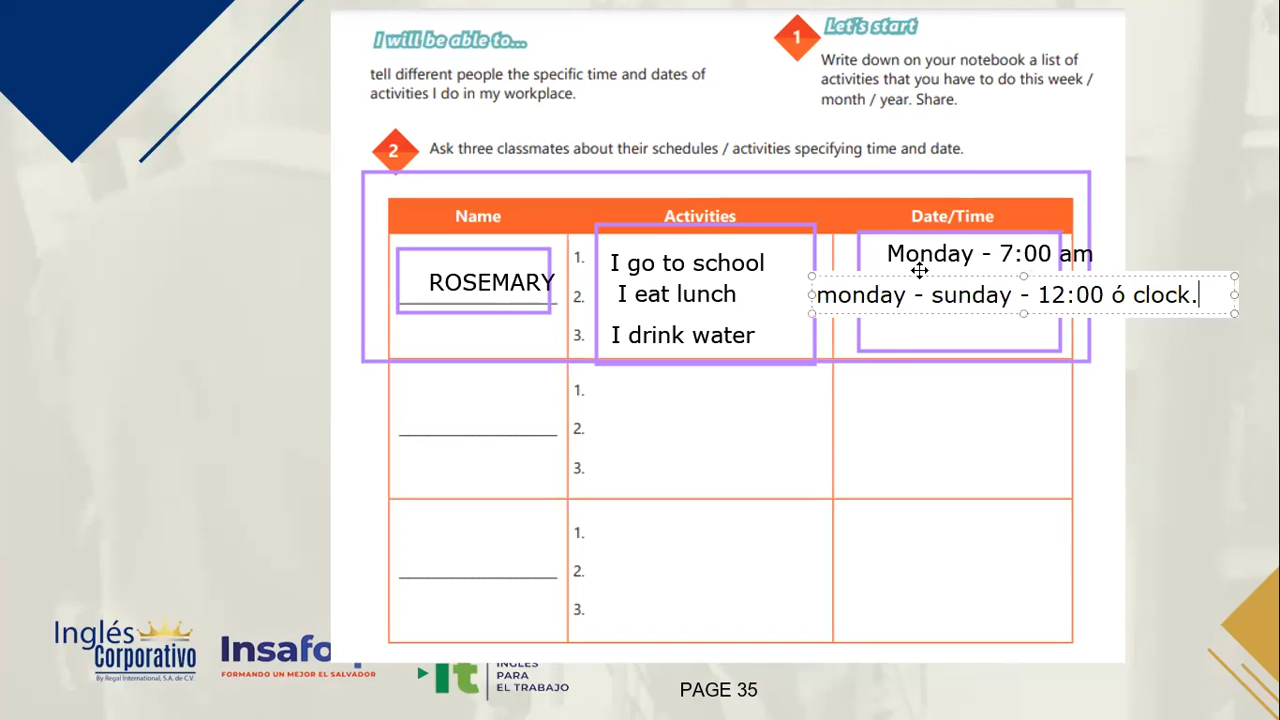 I will be able to...
tell different people the specific time and dates of
activities I do in my workplace.
1
Let's start
Write down on your notebook a list of
activities that you have to do this week /
month / year. Share.
2
Ask three classmates about their schedules / activities specifying time and date.
Name Activities Date/Time
ROSEMARY
1. I go to school Monday - 7:00 am
2. I eat lunch monday - sunday - 12:00 ó clock.
3. I drink water
1.
2.
3.
1.
2.
3.
Inglés
Corporativo
By Regal International, S.A. de C.V.
Insafo
FORMANDO UN MEJOR EL SALVADOR
INGLÉS
PARA
EL TRABAJO
PAGE 35